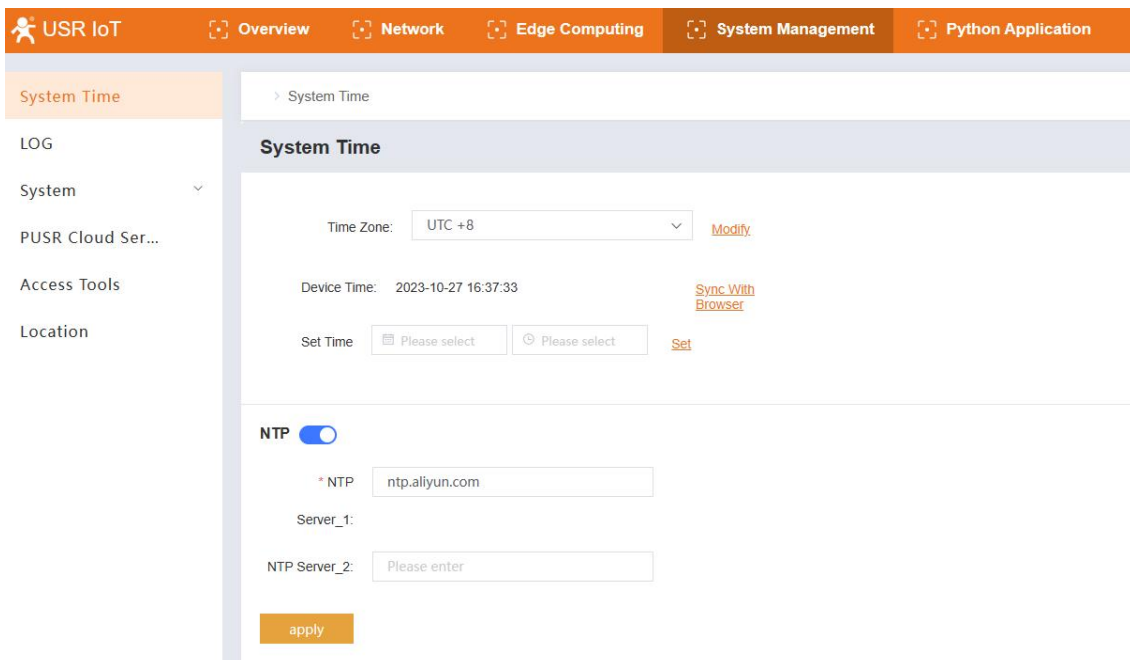 USR IoT Overview Network Edge Computing System Management Python Application
System Time
LOG
System
PUSR Cloud Ser...
Access Tools
Location
System Time
System Time
Time Zone: UTC +8 Modify
Device Time: 2023-10-27 16:37:33 Sync With
Browser
Set Time Please select Please select Set
NTP
* NTP ntp.aliyun.com
Server_1:
NTP Server_2: Please enter
apply